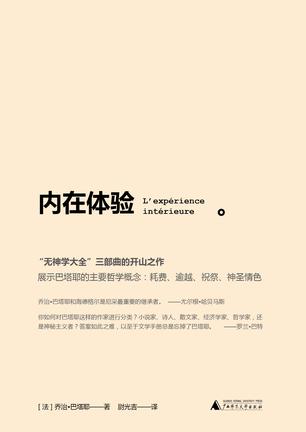 内在体验
L'expérience
intérieure
“无神学大全”三部曲的开山之作
展示巴塔耶的主要哲学概念：耗费、逾越、祝祭、神圣情色
乔治·巴塔耶和海德格尔是尼采最重要的继承者。 ——尤尔根·哈贝马斯
你如何对巴塔耶这样的作家进行分类？小说家、诗人、散文家、经济学家、哲学家，还
是神秘主义者？答案如此之难，以至于文学手册总是忘掉了巴塔耶。 ——罗兰·巴特
[法] 乔治·巴塔耶——著 尉光吉——译
GUANGXI NORMAL UNIVERSITY PRESS
广西师范大学出版社